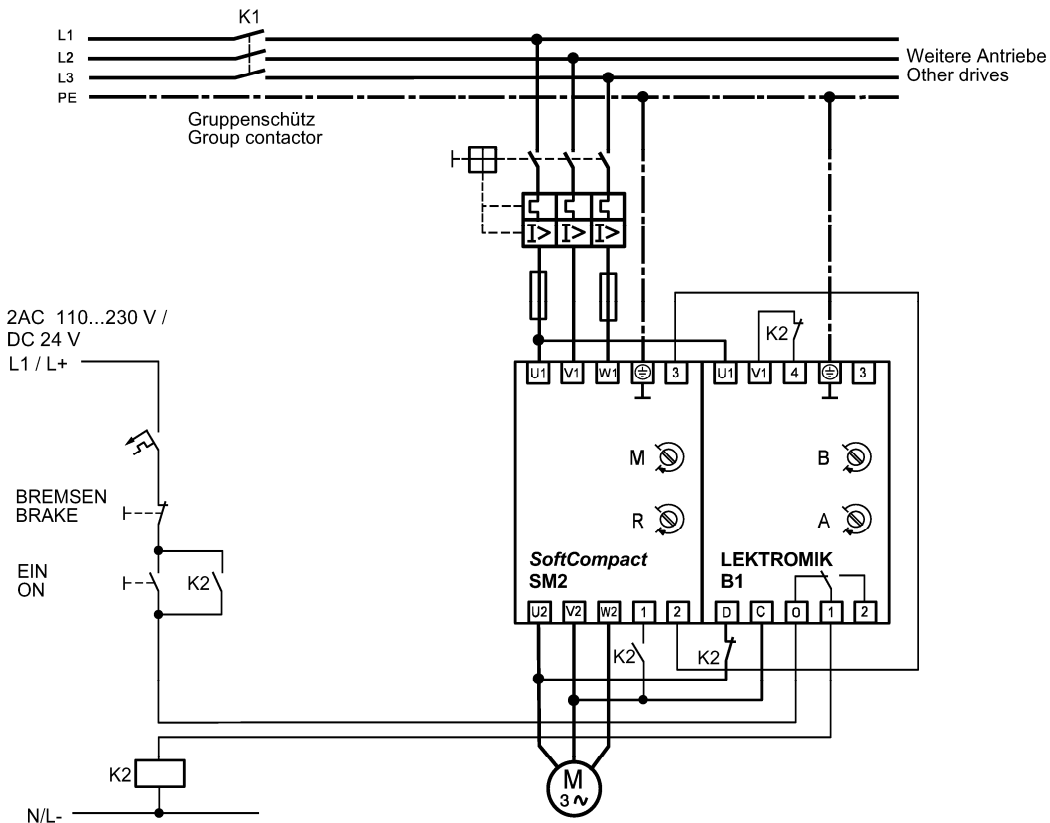 K1
L1
L2
L3
PE
Weitere Antriebe
Other drives
Gruppenschütz
Group contactor
I> I> I>
2AC 110...230 V /
DC 24 V
L1 / L+
K2
U1 V1 W1 3 U1 V1 4 3
M B
BREMSEN
BRAKE
R A
SoftCompact
SM2
LEKTROMIK
B1
EIN
ON
K2
U2 V2 W2 1 2 D C 0 1 2
K2 K2
K2
M
3 ~
N/L-